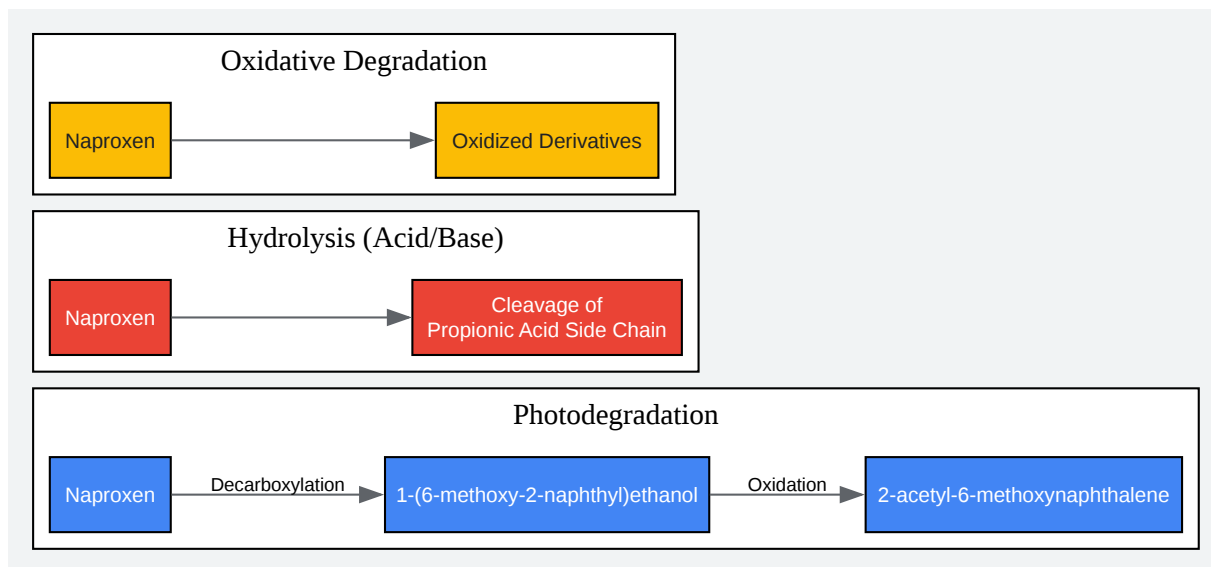 Oxidative Degradation
Naproxen
Oxidized Derivatives
Hydrolysis (Acid/Base)
Naproxen
Cleavage of
Propionic Acid Side Chain
Photodegradation
Naproxen
Decarboxylation
1-(6-methoxy-2-naphthyl)ethanol
Oxidation
2-acetyl-6-methoxynaphthalene